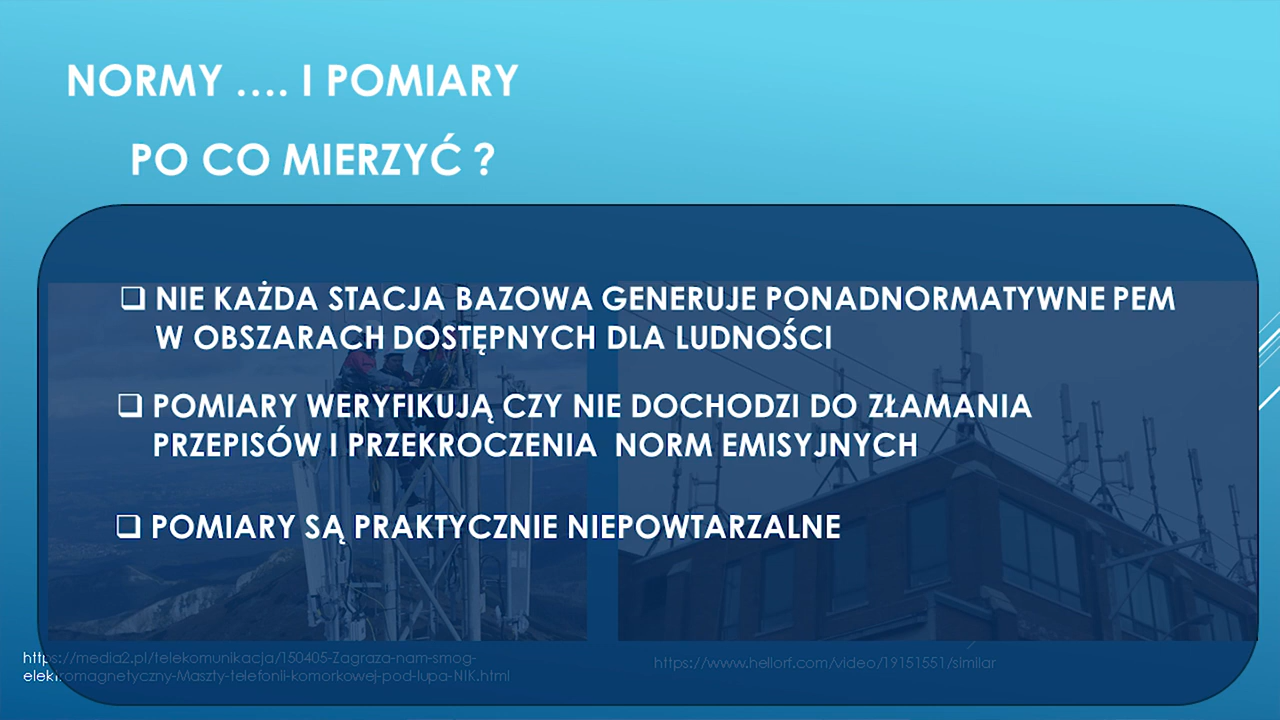 NORMY .... I POMIARY
PO CO MIERZYĆ ?
❑ NIE KAŻDA STACJA BAZOWA GENERUJE PONADNORMATYWNE PEM
W OBSZARACH DOSTĘPNYCH DLA LUDNOŚCI
❑ POMIARY WERYFIKUJĄ CZY NIE DOCHODZI DO ZŁAMANIA
PRZEPISÓW I PRZEKROCZENIA NORM EMISYJNYCH
❑ POMIARY SĄ PRAKTYCZNIE NIEPOWTARZALNE
https://media2.pl/telekomunikacja/150405-Zagraza-nam-smog-
elektromagnetyczny-Maszty-telefonii-komorkowej-pod-lupa-NIK.html
https://www.hellorf.com/video/19151551/similar